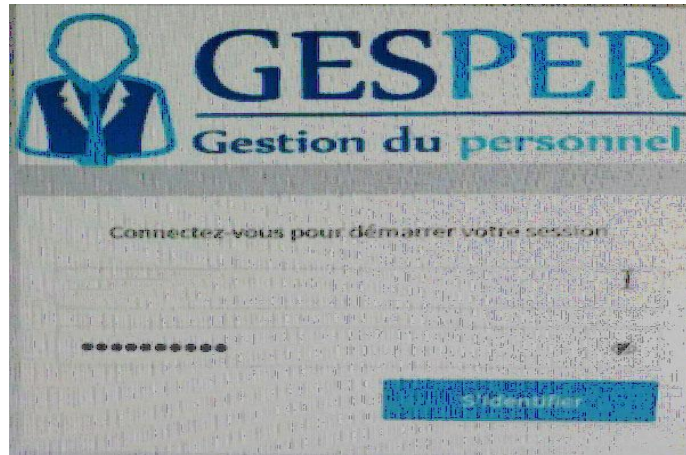 GESPER
Gestion du personnel
Connectez-vous pour démarrer votre session
••••••••••
S'identifier